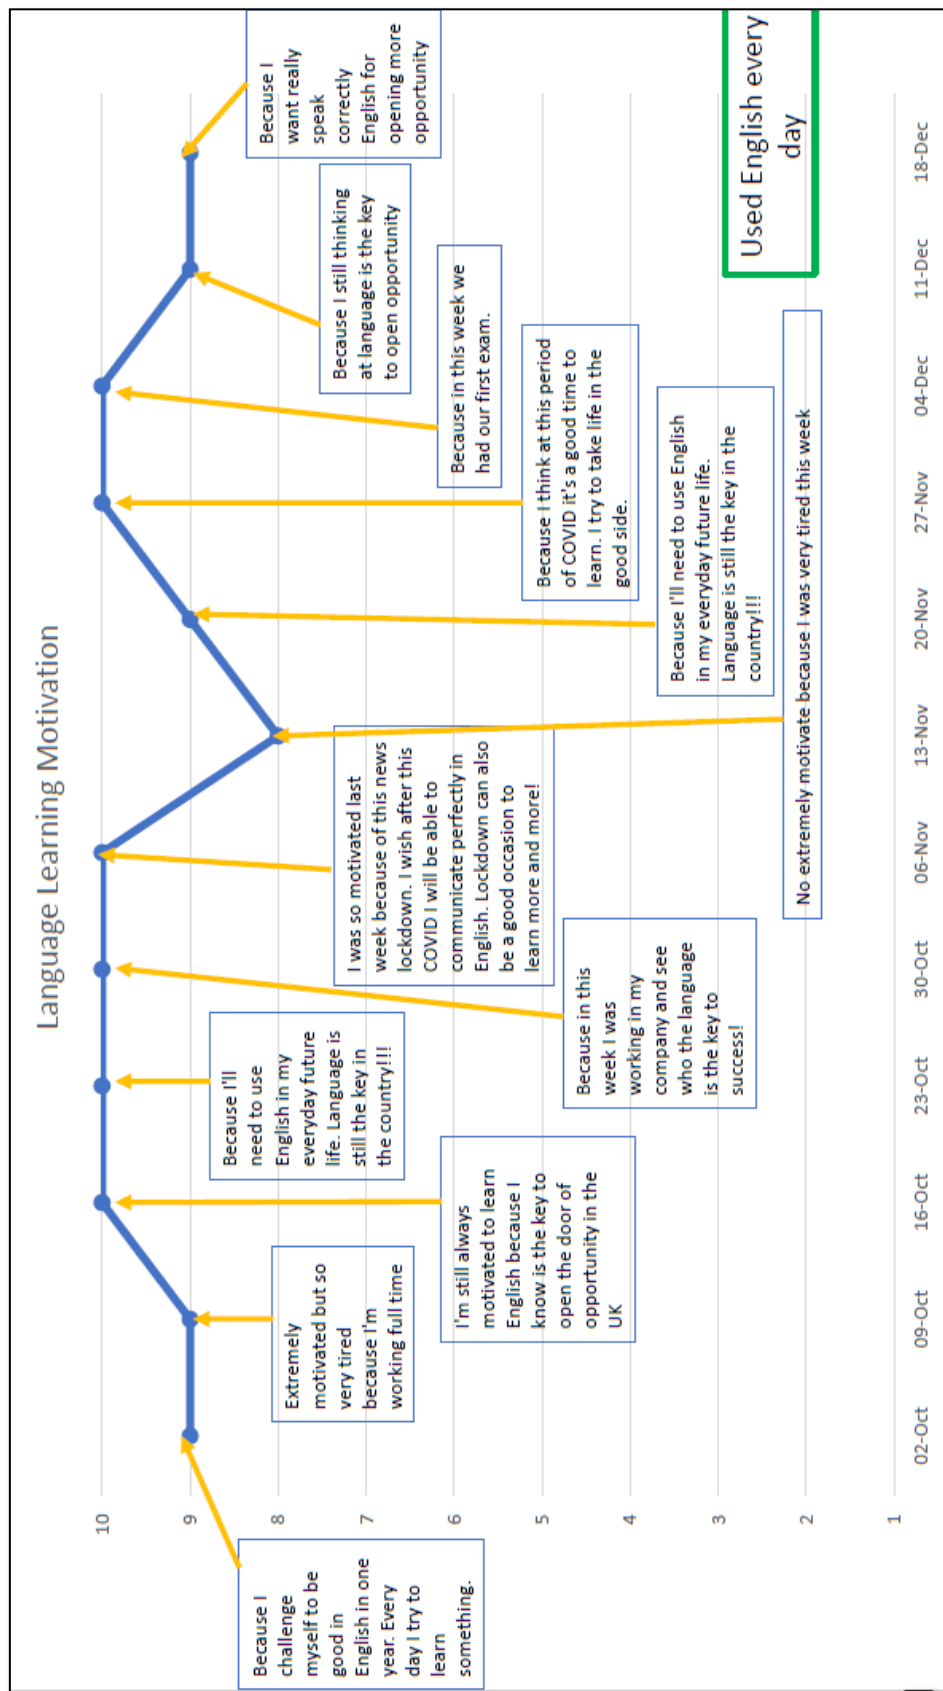 Language Learning Motivation
10
9
8
7
6
5
4
3
2
1
02-Oct
09-Oct
16-Oct
23-Oct
30-Oct
06-Nov
13-Nov
20-Nov
27-Nov
04-Dec
11-Dec
18-Dec
Because I
challenge
myself to be
good in
English in one
year. Every
day I try to
learn
something.
Extremely
motivated but so
very tired
because I'm
working full time
I'm still always
motivated to learn
English because I
know is the key to
open the door of
opportunity in the
UK
Because I'll
need to use
English in my
everyday future
life. Language is
still the key in
the country!!!
Because in this
week I was
working in my
company and see
who the language
is the key to
success!
I was so motivated last
week because of this news
lockdown. I wish after this
COVID I will be able to
communicate perfectly in
English. Lockdown can also
be a good occasion to
learn more and more!
No extremely motivate because I was very tired this week
Because I'll need to use English
in my everyday future life.
Language is still the key in the
country!!!
Because I think at this period
of COVID it's a good time to
learn. I try to take life in the
good side.
Because in this week we
had our first exam.
Because I still thinking
at language is the key
to open opportunity
Because I
want really
speak
correctly
English for
opening more
opportunity
Used English every
day